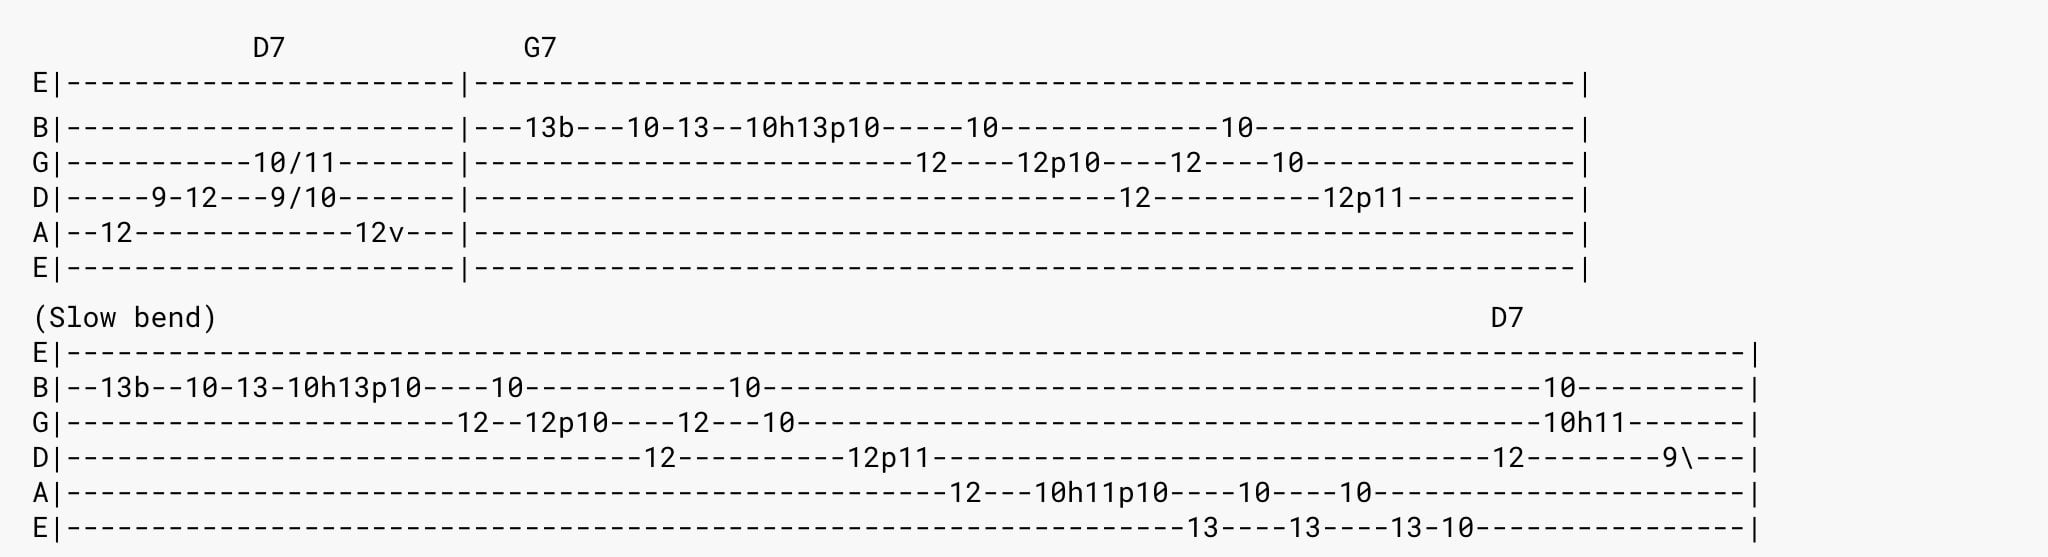 D7              G7
E|-----------------------|-----------------------------------------------------------------|
B|-----------------------|---13b---10-13--10h13p10-----10-------------10-------------------|
G|-----------10/11-------|--------------------------12----12p10----12----10----------------|
D|-----9-12---9/10-------|--------------------------------------12----------12p11----------|
A|--12-------------12v---|-----------------------------------------------------------------|
E|-----------------------|-----------------------------------------------------------------|
(Slow bend)                                                                           D7
E|---------------------------------------------------------------------------------------------------|
B|--13b--10-13-10h13p10----10------------10----------------------------------------------10----------|
G|-----------------------12--12p10----12---10--------------------------------------------10h11-------|
D|----------------------------------12----------12p11---------------------------------12--------9\---|
A|----------------------------------------------------12---10h11p10----10----10----------------------|
E|------------------------------------------------------------------13----13----13-10----------------|